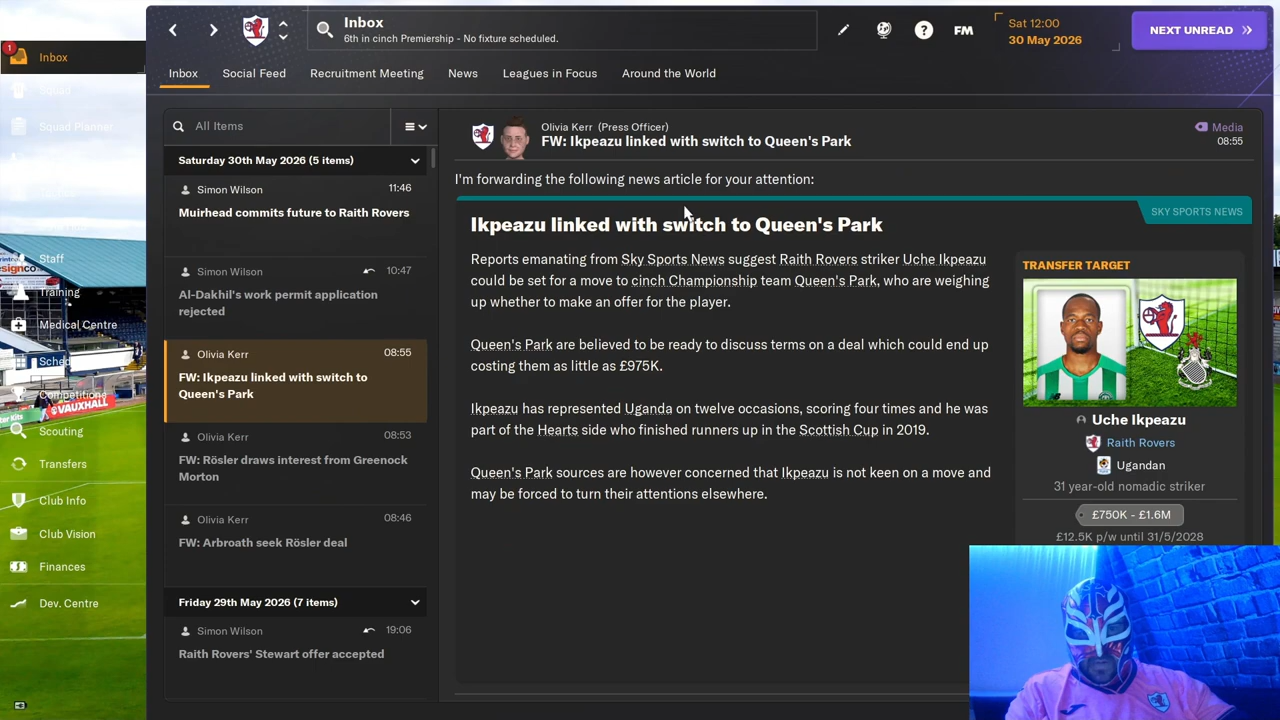 Inbox
6th in cinch Premiership - No fixture scheduled.
FM
Sat 12:00
30 May 2026
NEXT UNREAD
Inbox
Social Feed
Recruitment Meeting
News
Leagues in Focus
Around the World
1
Inbox
Squad
Squad Planner
Staff
Training
Medical Centre
Sched
Competitions
VAUXHALL
Scouting
Transfers
Club Info
Club Vision
Finances
Dev. Centre
All Items
Saturday 30th May 2026 (5 items)
Simon Wilson
11:46
Muirhead commits future to Raith Rovers
Simon Wilson
10:47
Al-Dakhil's work permit application
rejected
Olivia Kerr
08:55
FW: Ikpeazu linked with switch to
Queen's Park
Olivia Kerr
08:53
FW: Rösler draws interest from Greenock
Morton
Olivia Kerr
08:46
FW: Arbroath seek Rösler deal
Friday 29th May 2026 (7 items)
Simon Wilson
19:06
Raith Rovers' Stewart offer accepted
Olivia Kerr (Press Officer)
FW: Ikpeazu linked with switch to Queen's Park
Media
08:55
I'm forwarding the following news article for your attention:
SKY SPORTS NEWS
Ikpeazu linked with switch to Queen's Park
Reports emanating from Sky Sports News suggest Raith Rovers striker Uche Ikpeazu
could be set for a move to cinch Championship team Queen's Park, who are weighing
up whether to make an offer for the player.
Queen's Park are believed to be ready to discuss terms on a deal which could end up
costing them as little as £975K.
Ikpeazu has represented Uganda on twelve occasions, scoring four times and he was
part of the Hearts side who finished runners up in the Scottish Cup in 2019.
Queen's Park sources are however concerned that Ikpeazu is not keen on a move and
may be forced to turn their attentions elsewhere.
TRANSFER TARGET
Uche Ikpeazu
Raith Rovers
Ugandan
31 year-old nomadic striker
£750K - £1.6M
£12.5K p/w until 31/5/2028